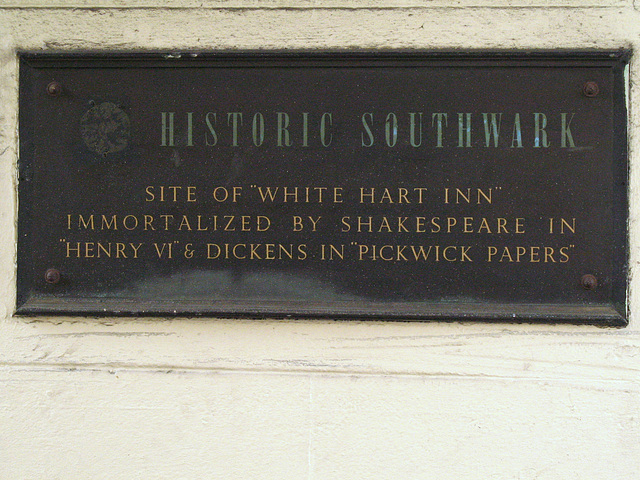 HISTORIC SOUTHWARK
SITE OF "WHITE HART INN"
IMMORTALIZED BY SHAKESPEARE IN
"HENRY VI" & DICKENS IN "PICKWICK PAPERS"